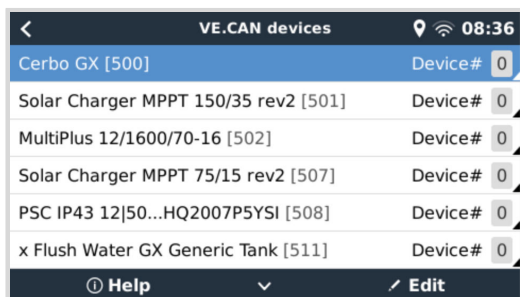 VE.CAN devices 08:36
Cerbo GX [500] Device# 0
Solar Charger MPPT 150/35 rev2 [501] Device# 0
MultiPlus 12/1600/70-16 [502] Device# 0
Solar Charger MPPT 75/15 rev2 [507] Device# 0
PSC IP43 12|50...HQ2007P5YSI [508] Device# 0
x Flush Water GX Generic Tank [511] Device# 0
Help Edit